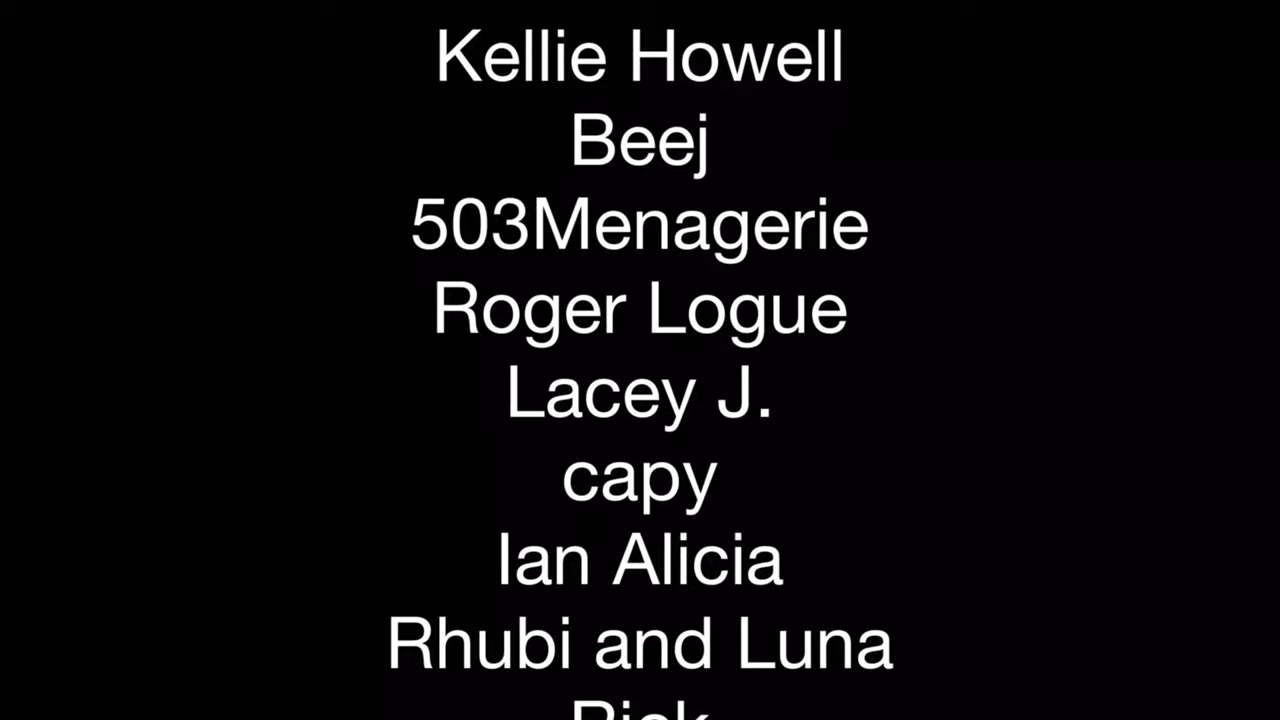 Kellie Howell
Beej
503Menagerie
Roger Logue
Lacey J.
capy
Ian Alicia
Rhubi and Luna